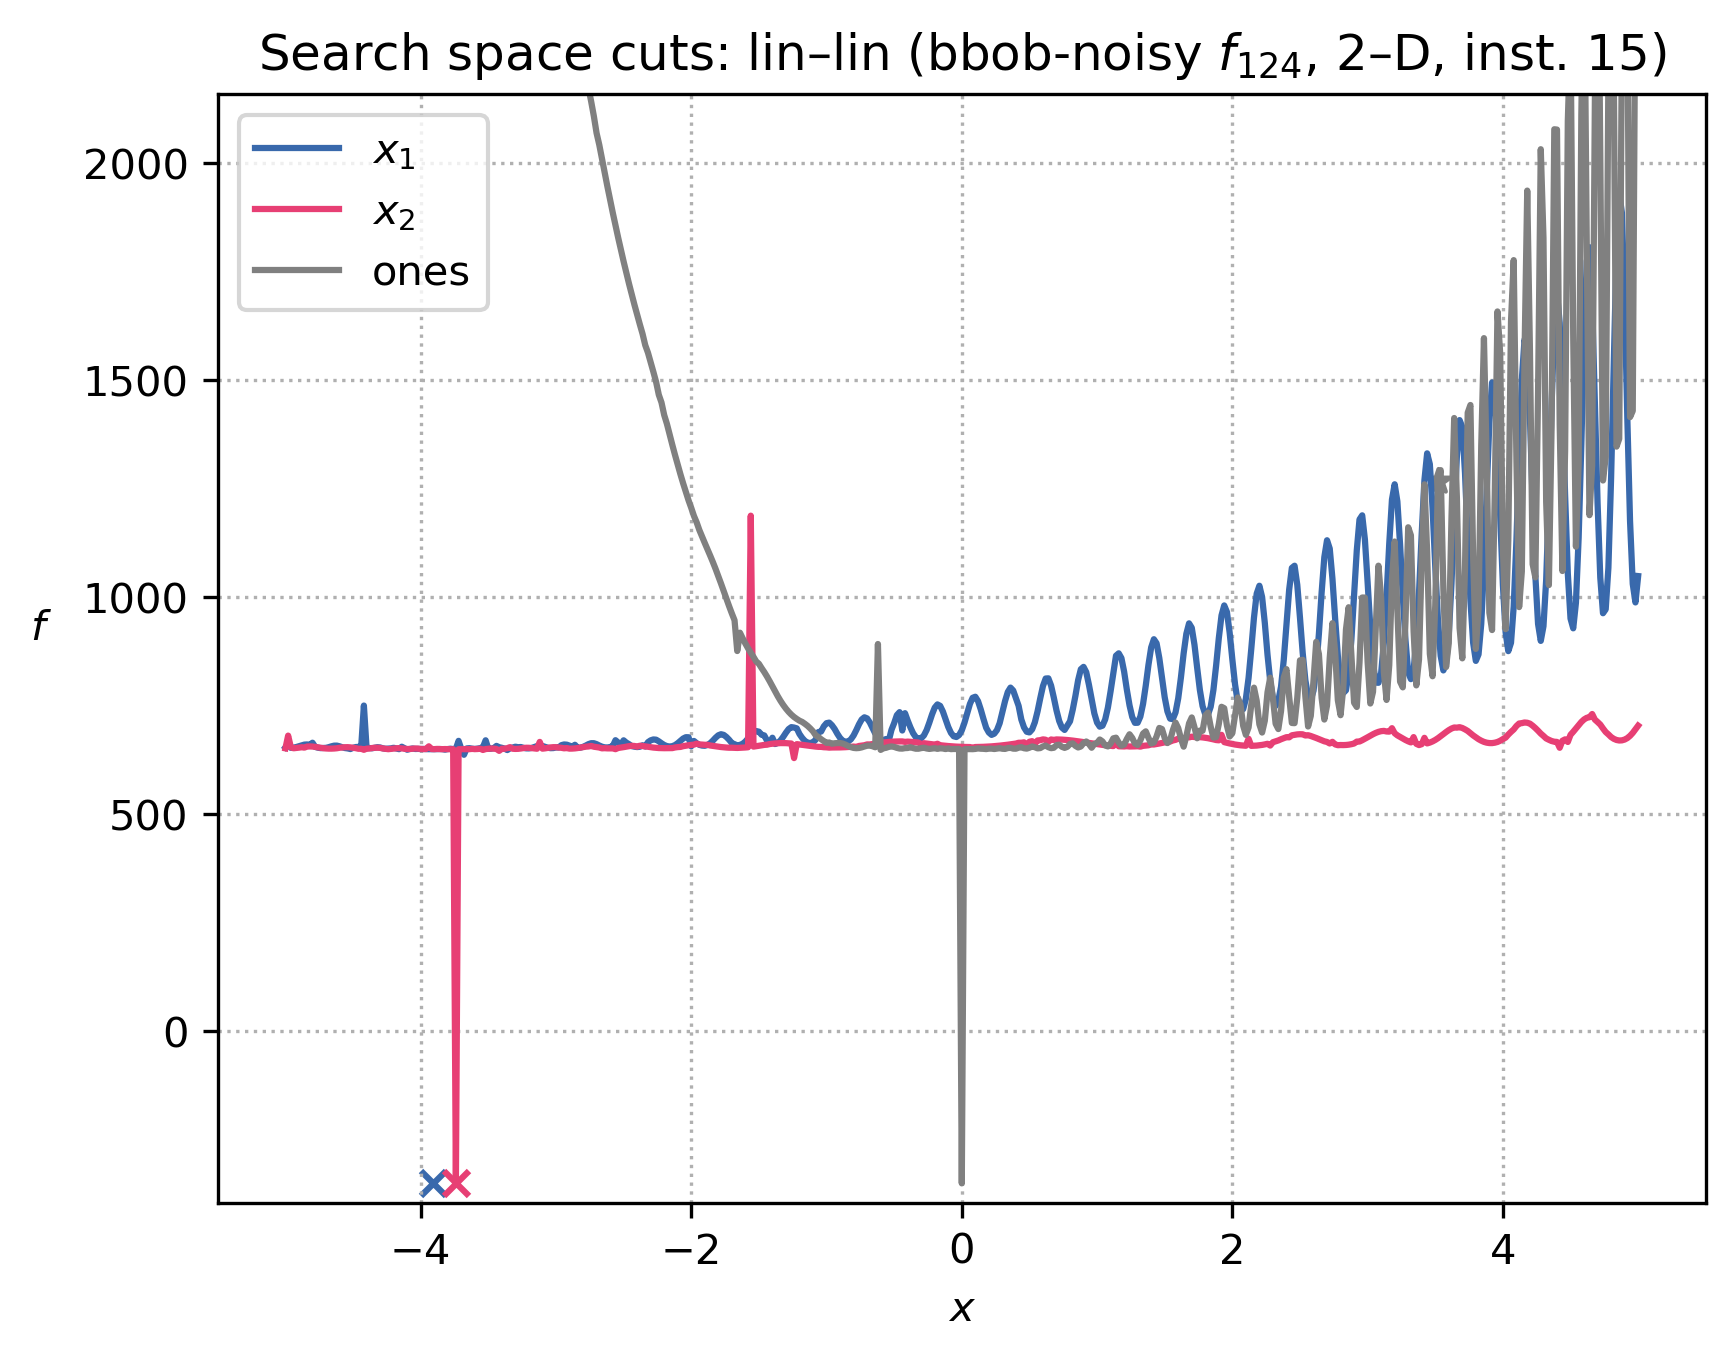 Search space cuts: lin–lin (bbob-noisy f₁₂₄, 2–D, inst. 15)
x₁
x₂
ones
2000
1500
1000
500
0
f
−4
−2
0
2
4
x